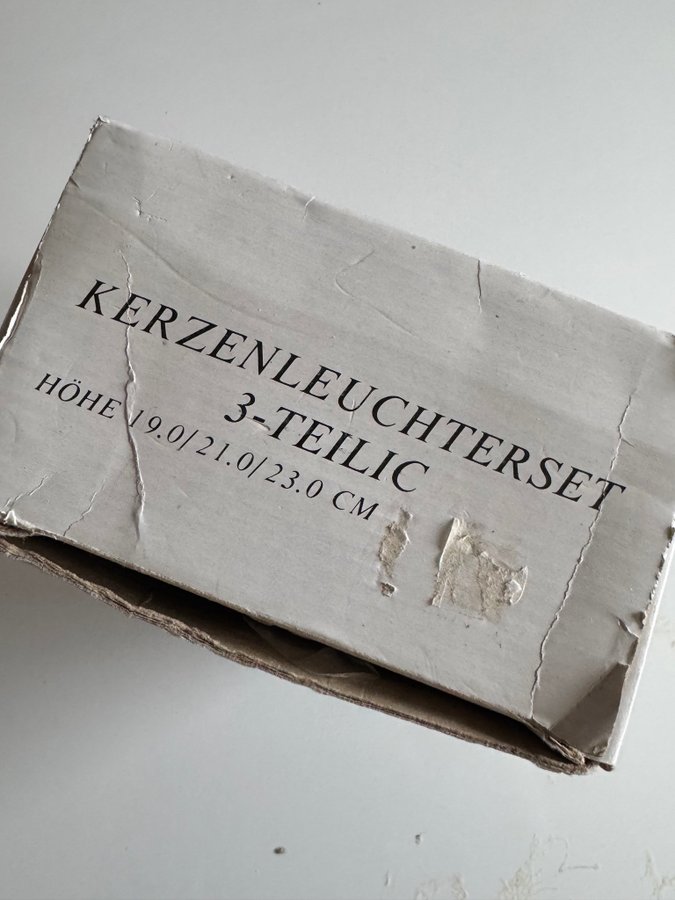 KERZENLEUCHTERSET
3-TEILIC
HÖHE 19.0/21.0/23.0 CM